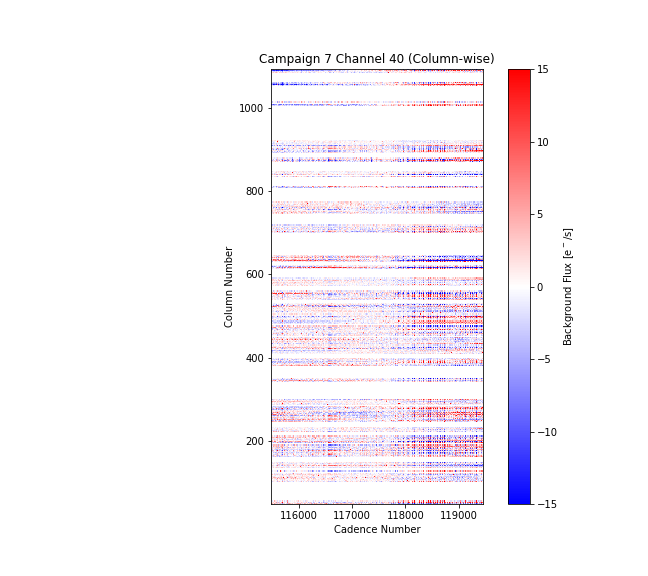 Campaign 7 Channel 40 (Column-wise)
1000
800
600
400
200
Column Number
116000 117000 118000 119000
Cadence Number
15
10
5
0
−5
−10
−15
Background Flux [e⁻/s]